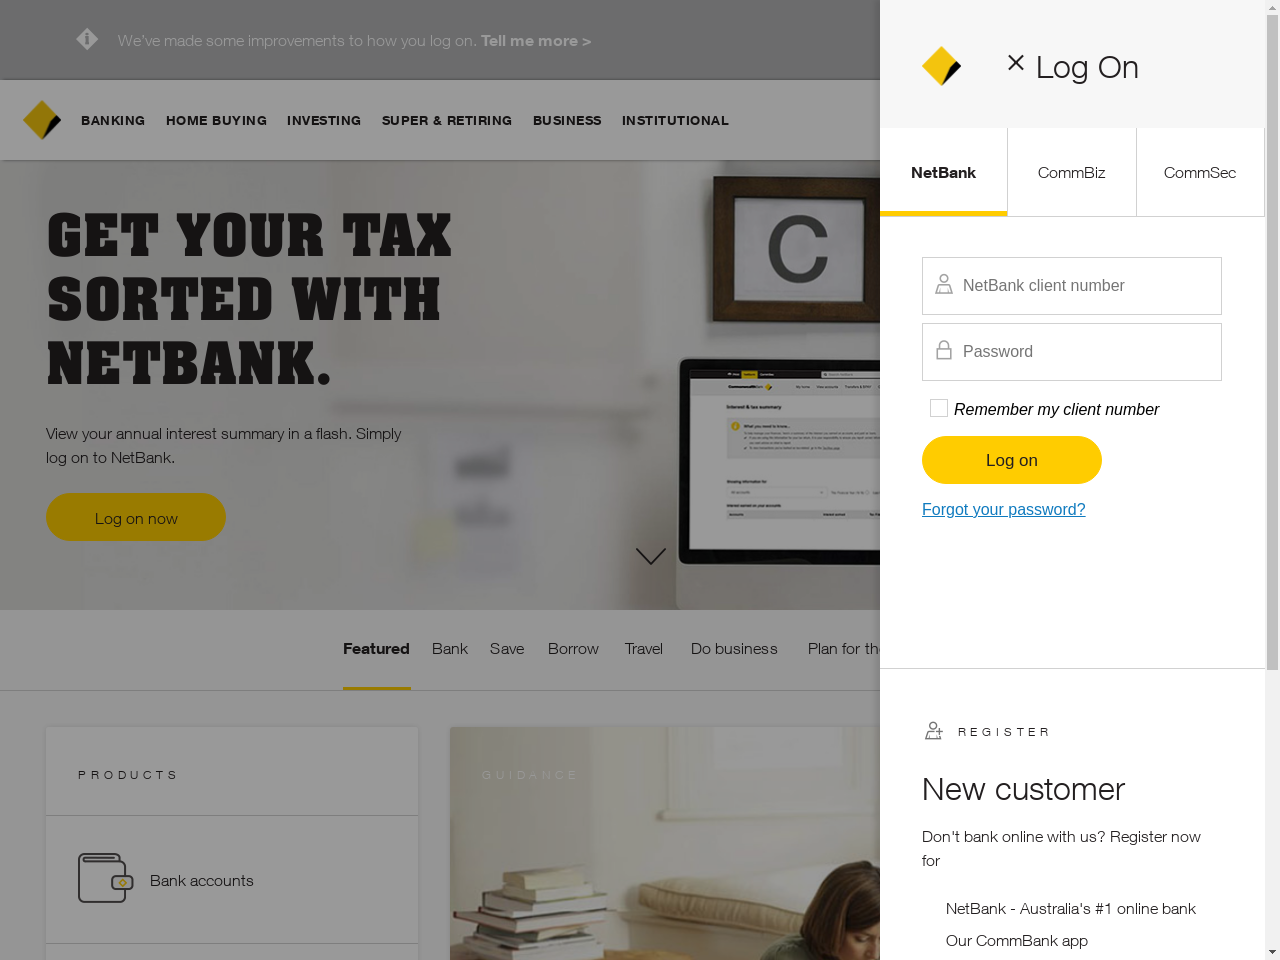 We've made some improvements to how you log on. Tell me more >
BANKING HOME BUYING INVESTING SUPER & RETIRING BUSINESS INSTITUTIONAL
GET YOUR TAX
SORTED WITH
NETBANK.
View your annual interest summary in a flash. Simply
log on to NetBank.
Log on now
C
Featured Bank Save Borrow Travel Do business Plan for the
PRODUCTS
Bank accounts
GUIDANCE
Log On
NetBank CommBiz CommSec
NetBank client number
Password
Remember my client number
Log on
Forgot your password?
REGISTER
New customer
Don't bank online with us? Register now
for
NetBank - Australia's #1 online bank
Our CommBank app